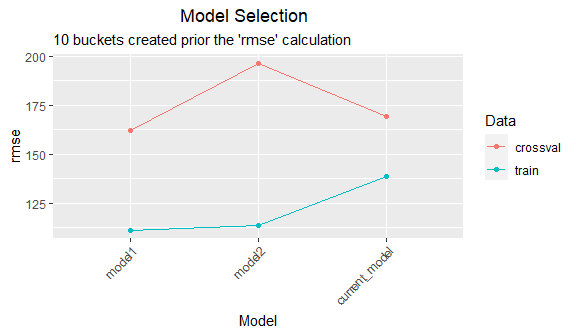 Model Selection
10 buckets created prior the 'rmse' calculation
200
175
150
125
rmse
model1
model2
current_model
Model
Data
crossval
train